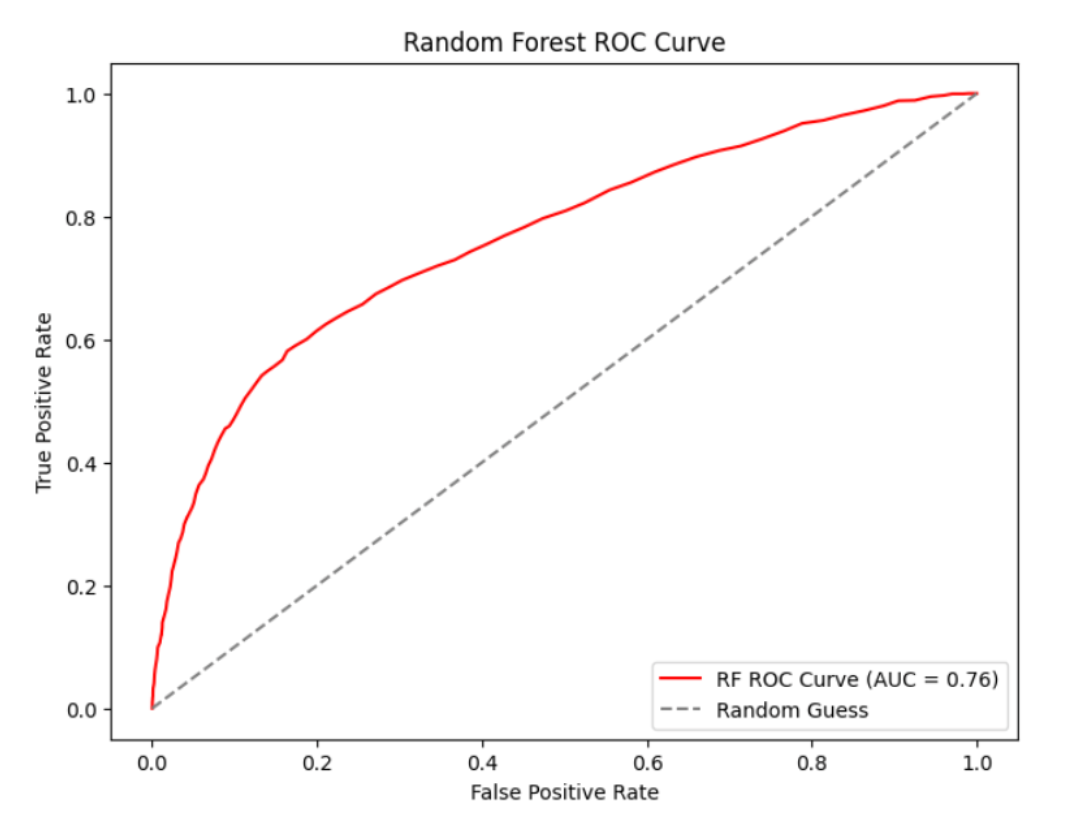 Random Forest ROC Curve
1.0
0.8
0.6
0.4
0.2
0.0
True Positive Rate
0.0 0.2 0.4 0.6 0.8 1.0
False Positive Rate
RF ROC Curve (AUC = 0.76)
Random Guess